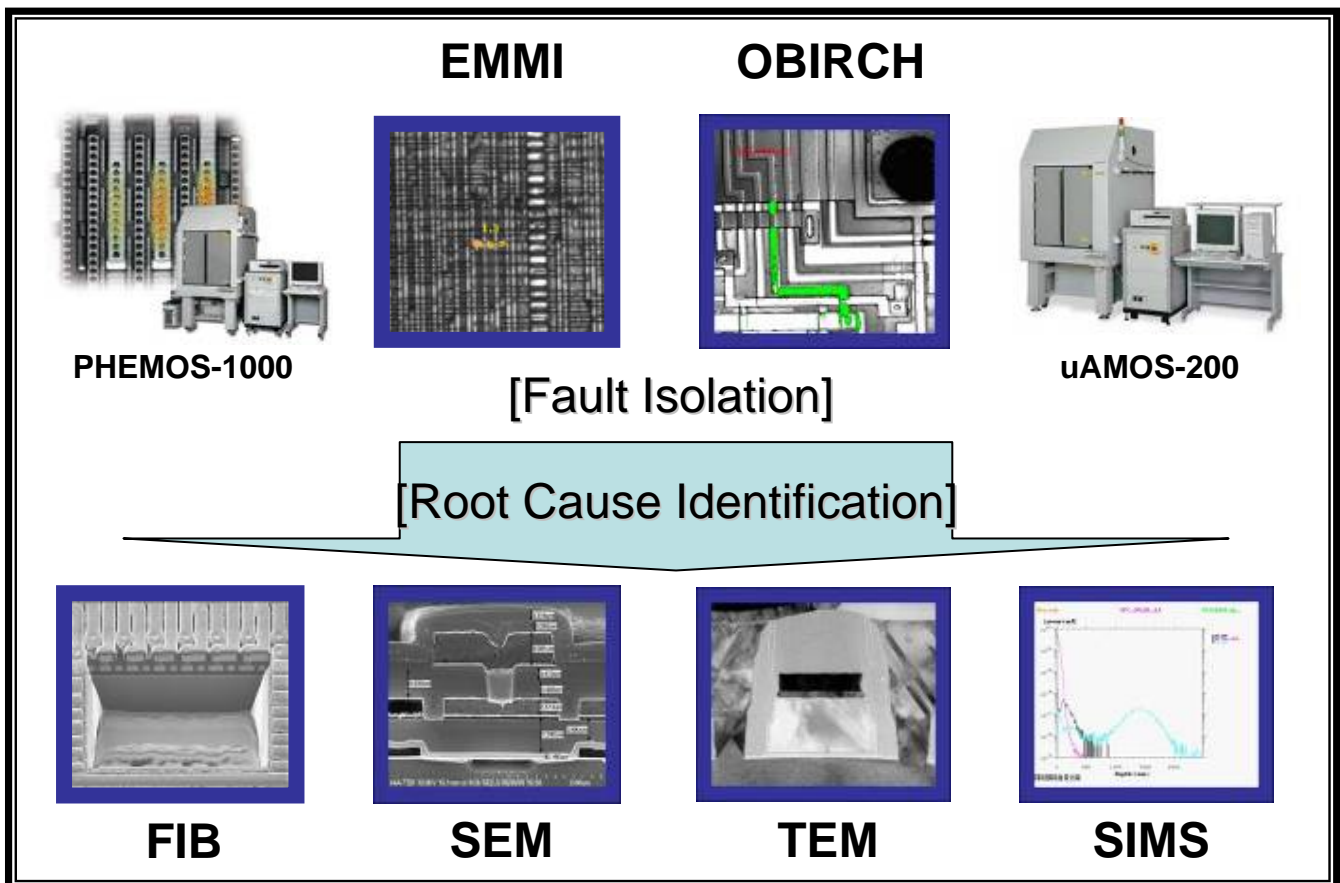 EMMI
OBIRCH
PHEMOS-1000
uAMOS-200
[Fault Isolation]
[Root Cause Identification]
FIB
SEM
TEM
SIMS